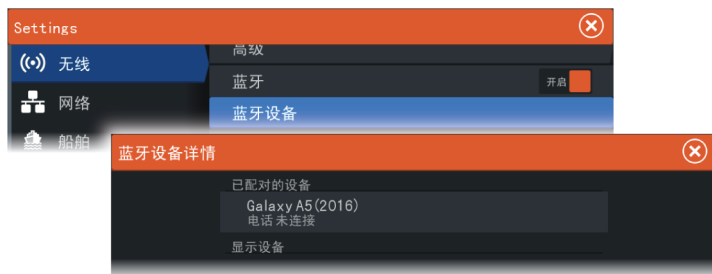 Settings
高级
无线
蓝牙
开启
网络
蓝牙设备
船舶
蓝牙设备详情
已配对的设备
Galaxy A5(2016)
电话未连接
显示设备